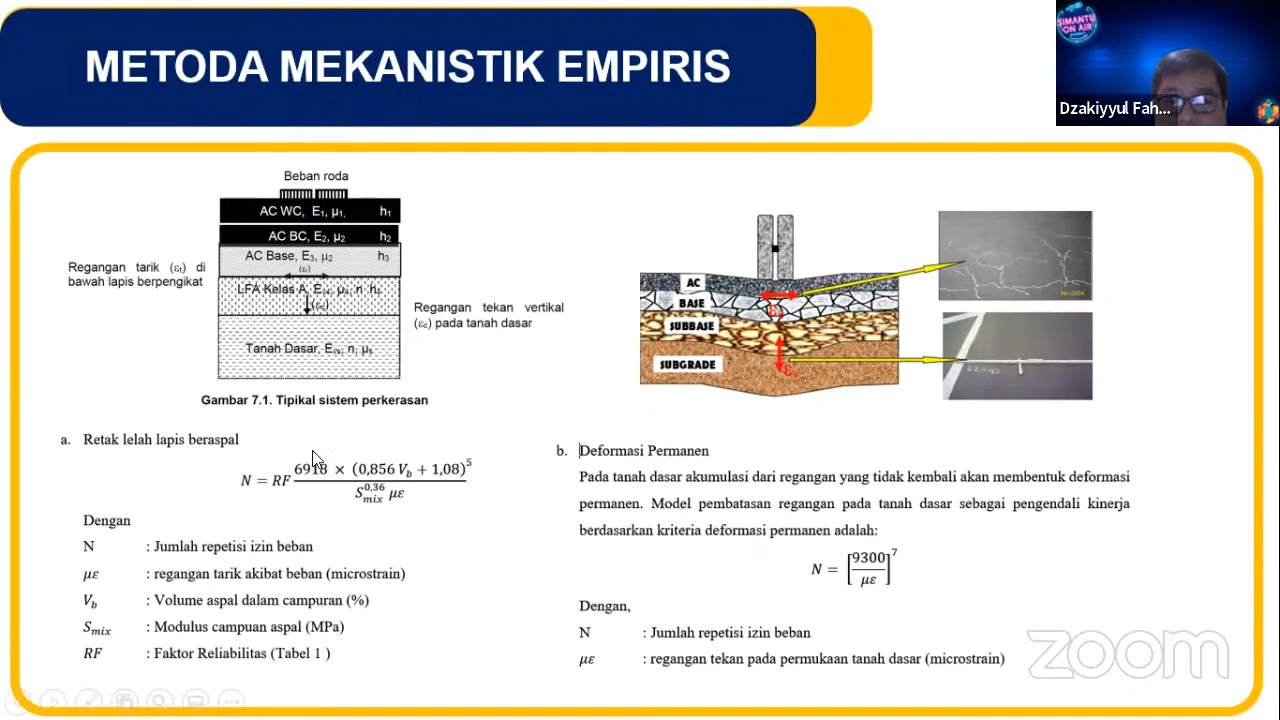 METODA MEKANISTIK EMPIRIS
SIMANTU
ON AIR
Dzakiyyul Fah...
Beban roda
AC WC, E1, μ1, h1
AC BC, E2, μ2 h2
AC Base, E3, μ2 h3
(εt)
LFA Kelas A, E4, μ4, n h4
(εc)
Tanah Dasar, E5, n, μ5
Regangan tarik (εt) di
bawah lapis berpengikat
Regangan tekan vertikal
(εc) pada tanah dasar
Gambar 7.1. Tipikal sistem perkerasan
AC
BASE
SUBBASE
SUBGRADE
a. Retak lelah lapis beraspal
N = RF 6918 × (0,856 Vb + 1,08)^5 / Smix^0,36 με
Dengan
N : Jumlah repetisi izin beban
με : regangan tarik akibat beban (microstrain)
Vb : Volume aspal dalam campuran (%)
Smix : Modulus campuan aspal (MPa)
RF : Faktor Reliabilitas (Tabel 1 )
b. Deformasi Permanen
Pada tanah dasar akumulasi dari regangan yang tidak kembali akan membentuk deformasi
permanen. Model pembatasan regangan pada tanah dasar sebagai pengendali kinerja
berdasarkan kriteria deformasi permanen adalah:
N = [9300 / με]^7
Dengan,
N : Jumlah repetisi izin beban
με : regangan tekan pada permukaan tanah dasar (microstrain)
zoom